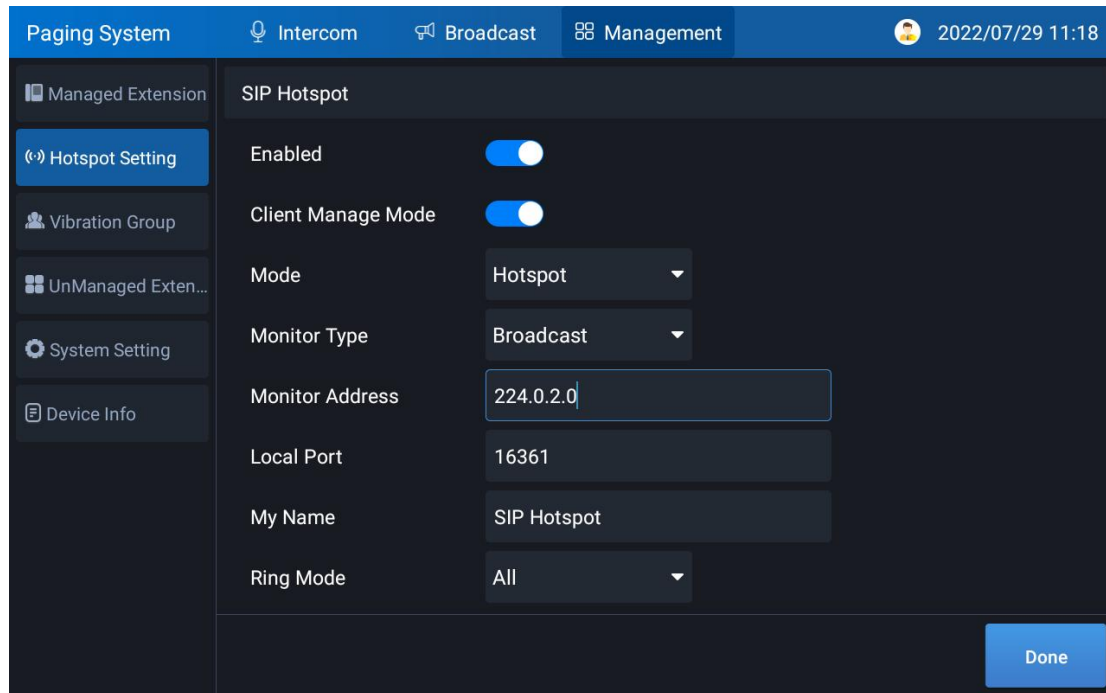 Paging System
Intercom
Broadcast
Management
2022/07/29 11:18
Managed Extension
Hotspot Setting
Vibration Group
UnManaged Exten...
System Setting
Device Info
SIP Hotspot
Enabled
Client Manage Mode
Mode
Hotspot
Monitor Type
Broadcast
Monitor Address
224.0.2.0
Local Port
16361
My Name
SIP Hotspot
Ring Mode
All
Done